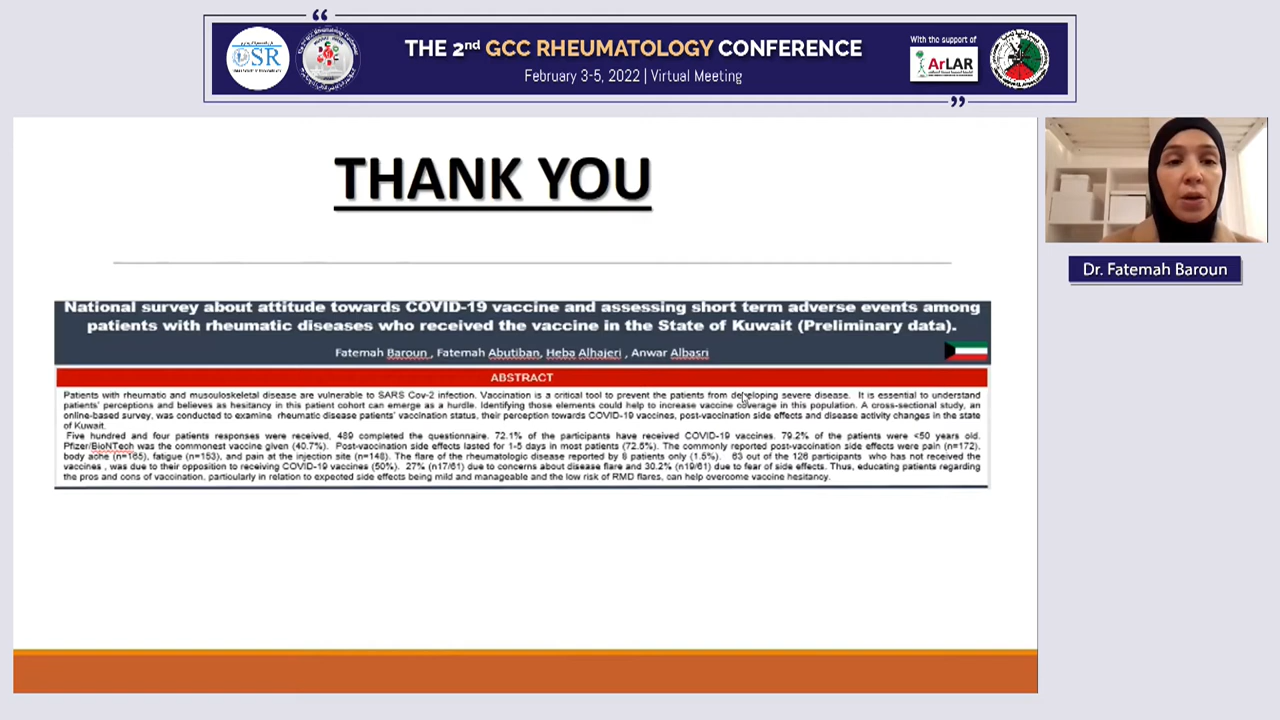 “
OSR
THE 2nd GCC RHEUMATOLOGY CONFERENCE
February 3-5, 2022 | Virtual Meeting
With the support of
ArLAR
”
THANK YOU
Dr. Fatemah Baroun
National survey about attitude towards COVID-19 vaccine and assessing short term adverse events among
patients with rheumatic diseases who received the vaccine in the State of Kuwait (Preliminary data).
Fatemah Baroun , Fatemah Abutiban, Heba Alhajeri , Anwar Albasri
ABSTRACT
Patients with rheumatic and musculoskeletal disease are vulnerable to SARS Cov-2 infection. Vaccination is a critical tool to prevent the patients from developing severe disease. It is essential to understand
patients' perceptions and believes as hesitancy in this patient cohort can emerge as a hurdle. Identifying those elements could help to increase vaccine coverage in this population. A cross-sectional study, an
online-based survey, was conducted to examine rheumatic disease patients' vaccination status, their perception towards COVID-19 vaccines, post-vaccination side effects and disease activity changes in the state
of Kuwait.
Five hundred and four patients responses were received, 489 completed the questionnaire. 72.1% of the participants have received COVID-19 vaccines. 79.2% of the patients were <50 years old.
Pfizer/BioNTech was the commonest vaccine given (40.7%). Post-vaccination side effects lasted for 1-5 days in most patients (72.5%). The commonly reported post-vaccination side effects were pain (n=172),
body ache (n=165), fatigue (n=153), and pain at the injection site (n=148). The flare of the rheumatologic disease reported by 8 patients only (1.5%). 63 out of the 126 participants who has not received the
vaccines , was due to their opposition to receiving COVID-19 vaccines (50%). 27% (n17/61) due to concerns about disease flare and 30.2% (n19/61) due to fear of side effects. Thus, educating patients regarding
the pros and cons of vaccination, particularly in relation to expected side effects being mild and manageable and the low risk of RMD flares, can help overcome vaccine hesitancy.